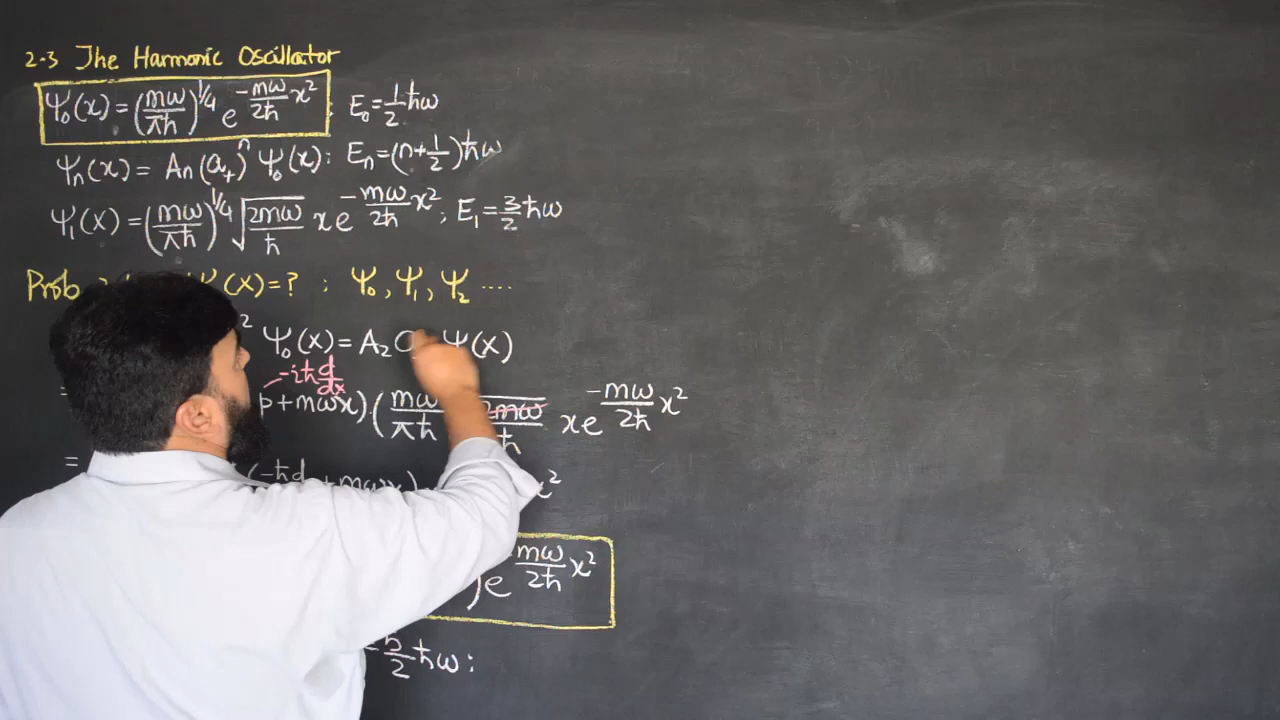 2.3 The Harmonic Oscillator
Ψ₀(x) = (mω/πħ)^1/4 e^(-mω/2ħ x²) ; E₀ = 1/2 ħω
Ψn(x) = An (a₊)^n Ψ₀(x) : En = (n + 1/2) ħω
Ψ₁(x) = (mω/πħ)^1/4 √(2mω/ħ) x e^(-mω/2ħ x²) ; E₁ = 3/2 ħω
Prob (x) = ? ; Ψ₀, Ψ₁, Ψ₂ ....
2 Ψ₀(x) = A₂ Ψ(x)
-iħ d/dx
= p + mωx) · (mω/πħ 2mω/ħ x e^(-mω/2ħ x²)
= (-ħd + mωx) x²
) e^(-mω/2ħ x²)
= 5/2 ħω :